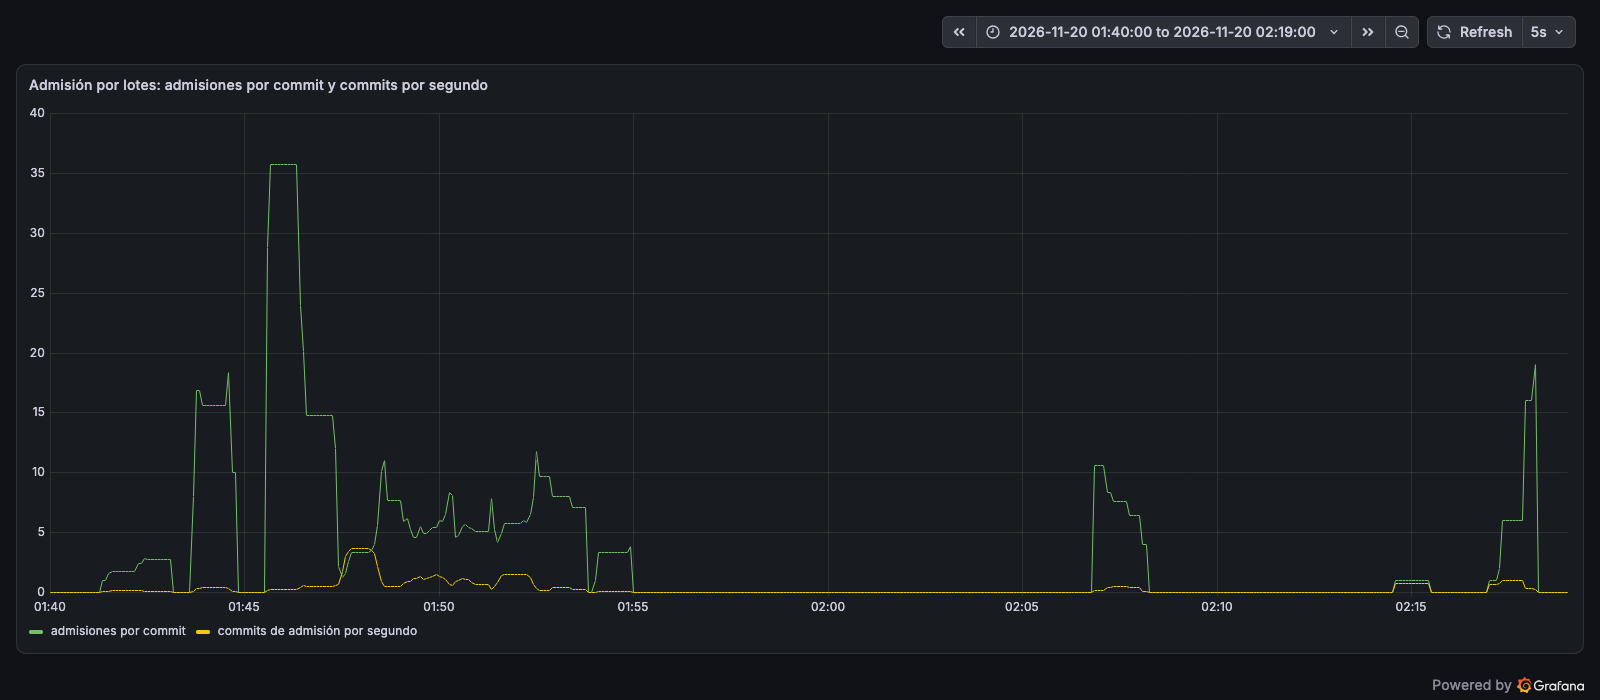 2026-11-20 01:40:00 to 2026-11-20 02:19:00
Refresh
5s
Admisión por lotes: admisiones por commit y commits por segundo
40
35
30
25
20
15
10
5
0
01:40 01:45 01:50 01:55 02:00 02:05 02:10 02:15
admisiones por commit commits de admisión por segundo
Powered by Grafana